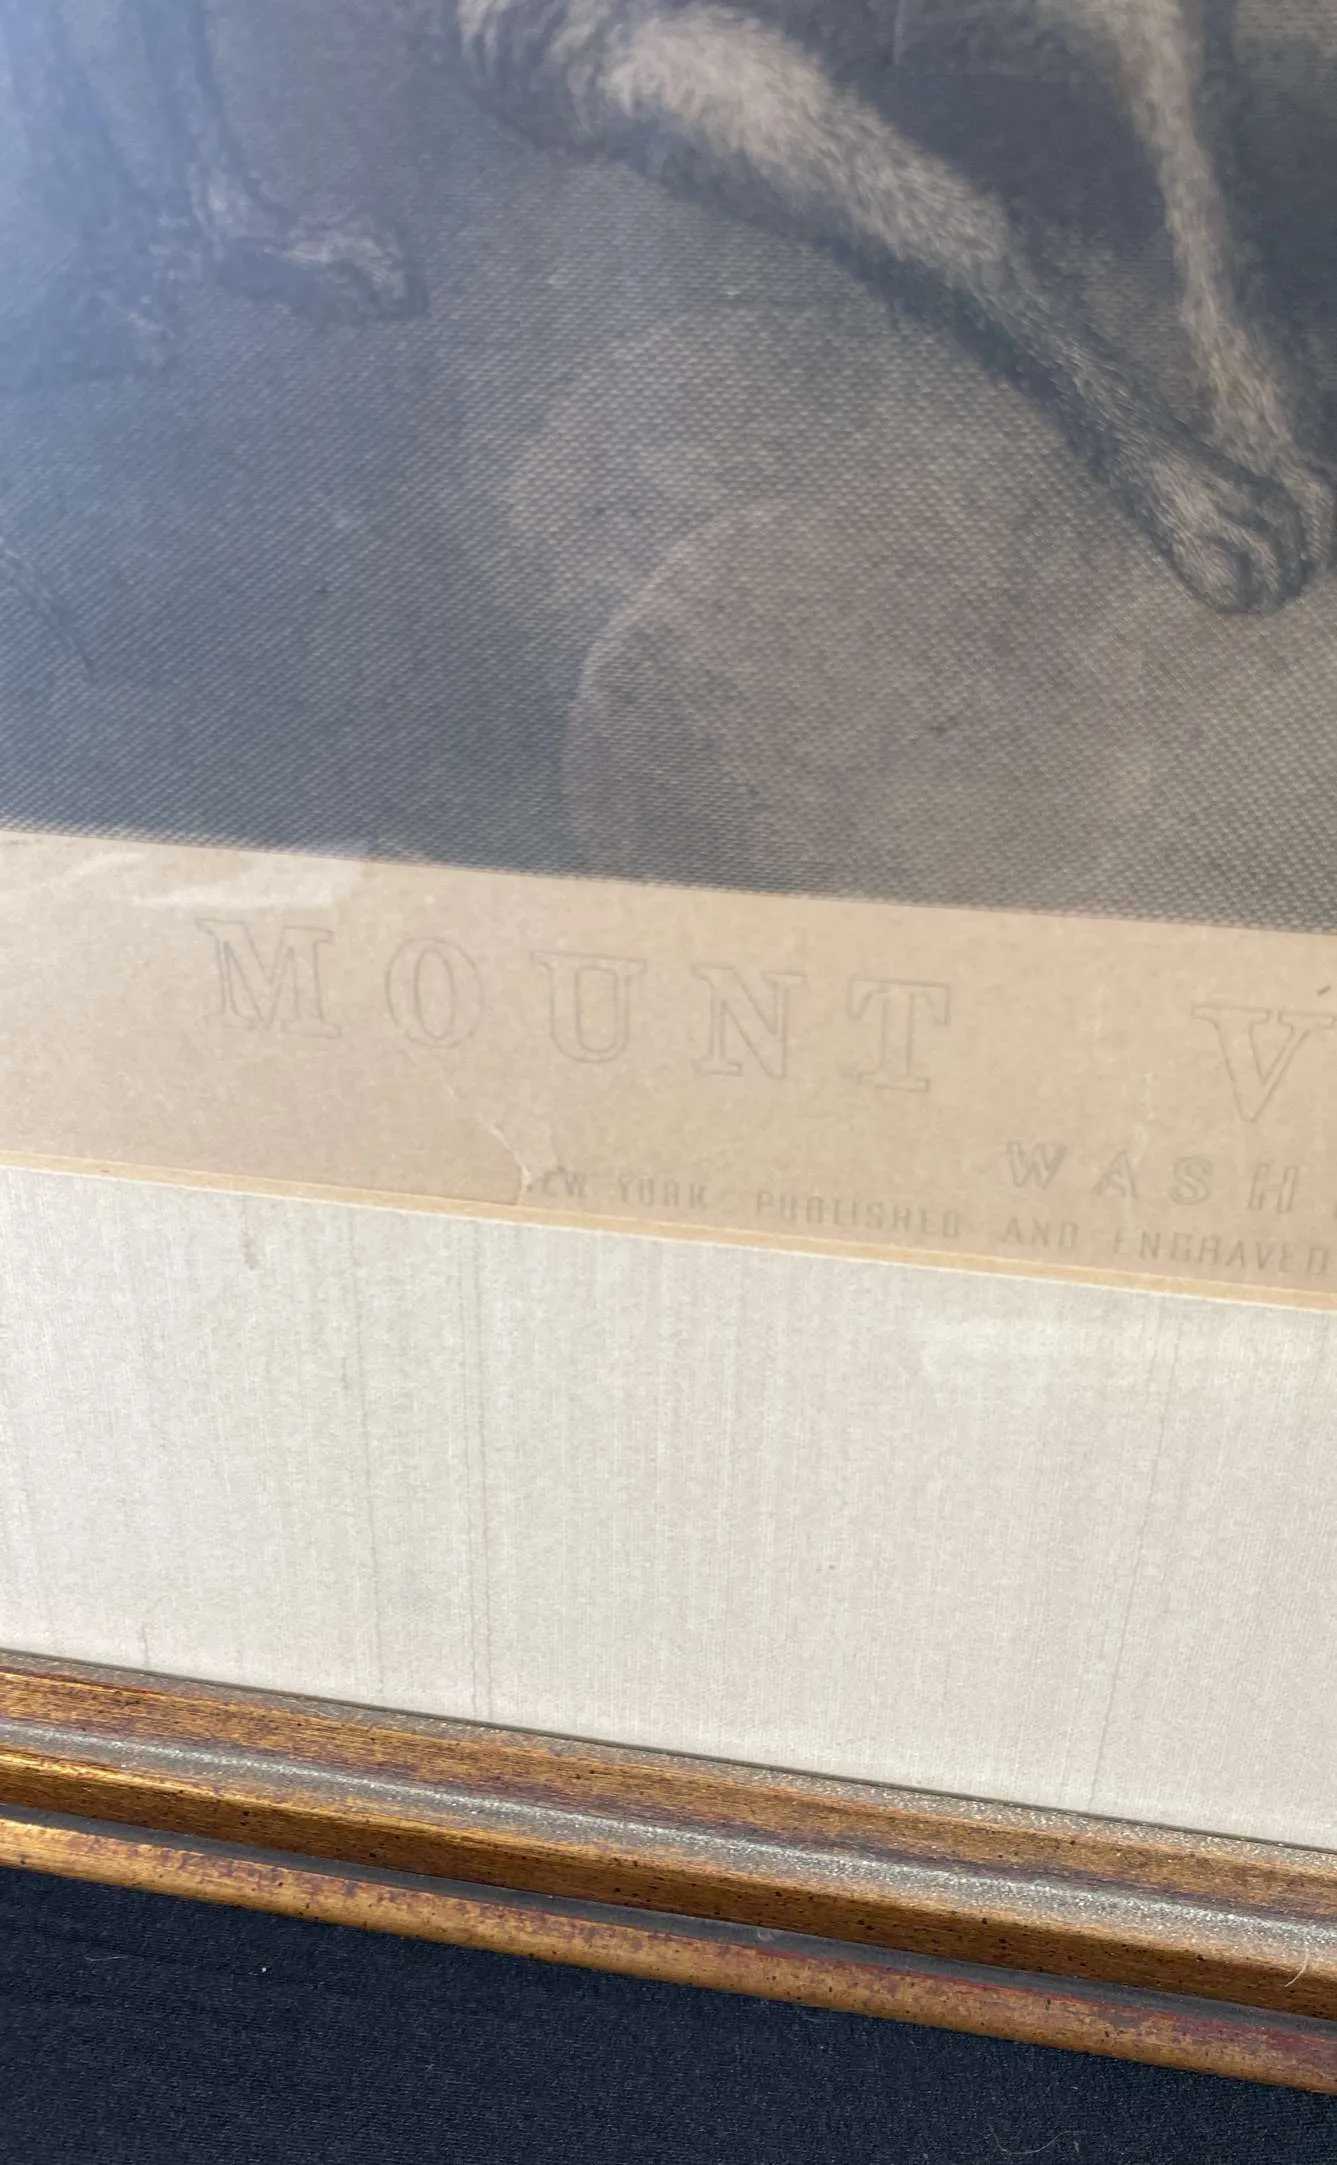 MOUNT V
WASH
EW YORK PUBLISHED AND ENGRAVED